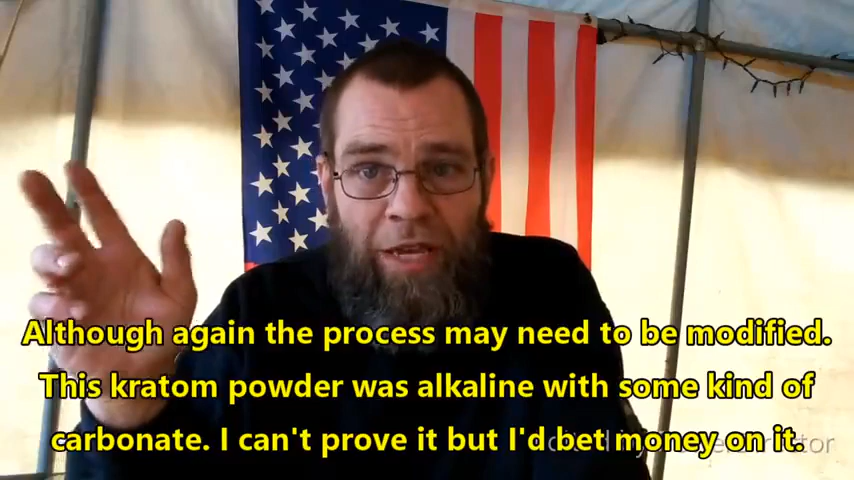 Although again the process may need to be modified.
This kratom powder was alkaline with some kind of
carbonate. I can't prove it but I'd bet money on it.